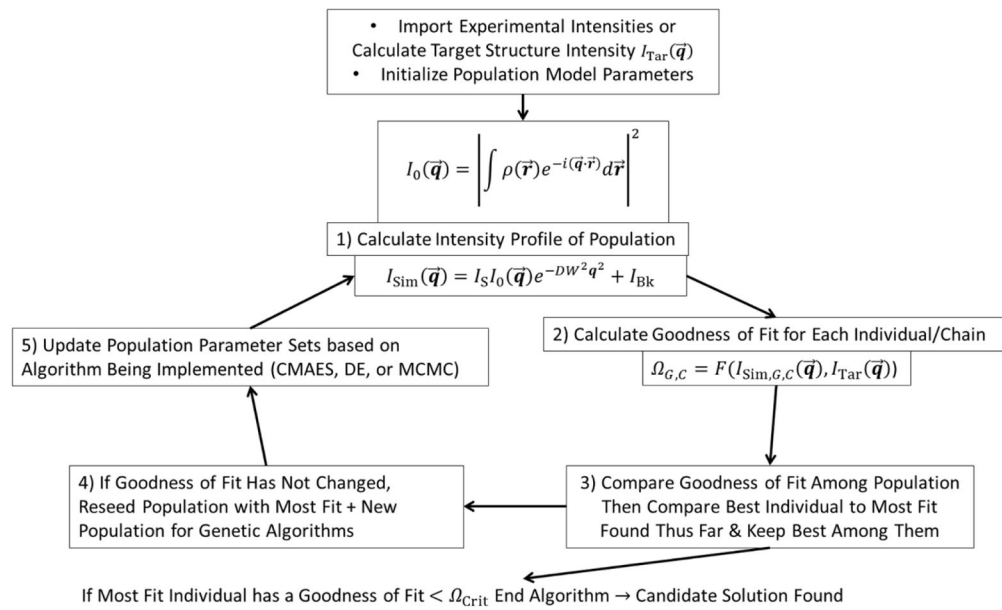 • Import Experimental Intensities or
Calculate Target Structure Intensity I_Tar(q⃗)
• Initialize Population Model Parameters
I₀(q⃗) = |∫ ρ(r⃗)e^{−i(q⃗·r⃗)}dr⃗|²
1) Calculate Intensity Profile of Population
I_Sim(q⃗) = I_S I₀(q⃗)e^{−DW²q²} + I_Bk
2) Calculate Goodness of Fit for Each Individual/Chain
Ω_{G,C} = F(I_{Sim,G,C}(q⃗), I_Tar(q⃗))
3) Compare Goodness of Fit Among Population
Then Compare Best Individual to Most Fit
Found Thus Far & Keep Best Among Them
4) If Goodness of Fit Has Not Changed,
Reseed Population with Most Fit + New
Population for Genetic Algorithms
5) Update Population Parameter Sets based on
Algorithm Being Implemented (CMAES, DE, or MCMC)
If Most Fit Individual has a Goodness of Fit < Ω_Crit End Algorithm → Candidate Solution Found